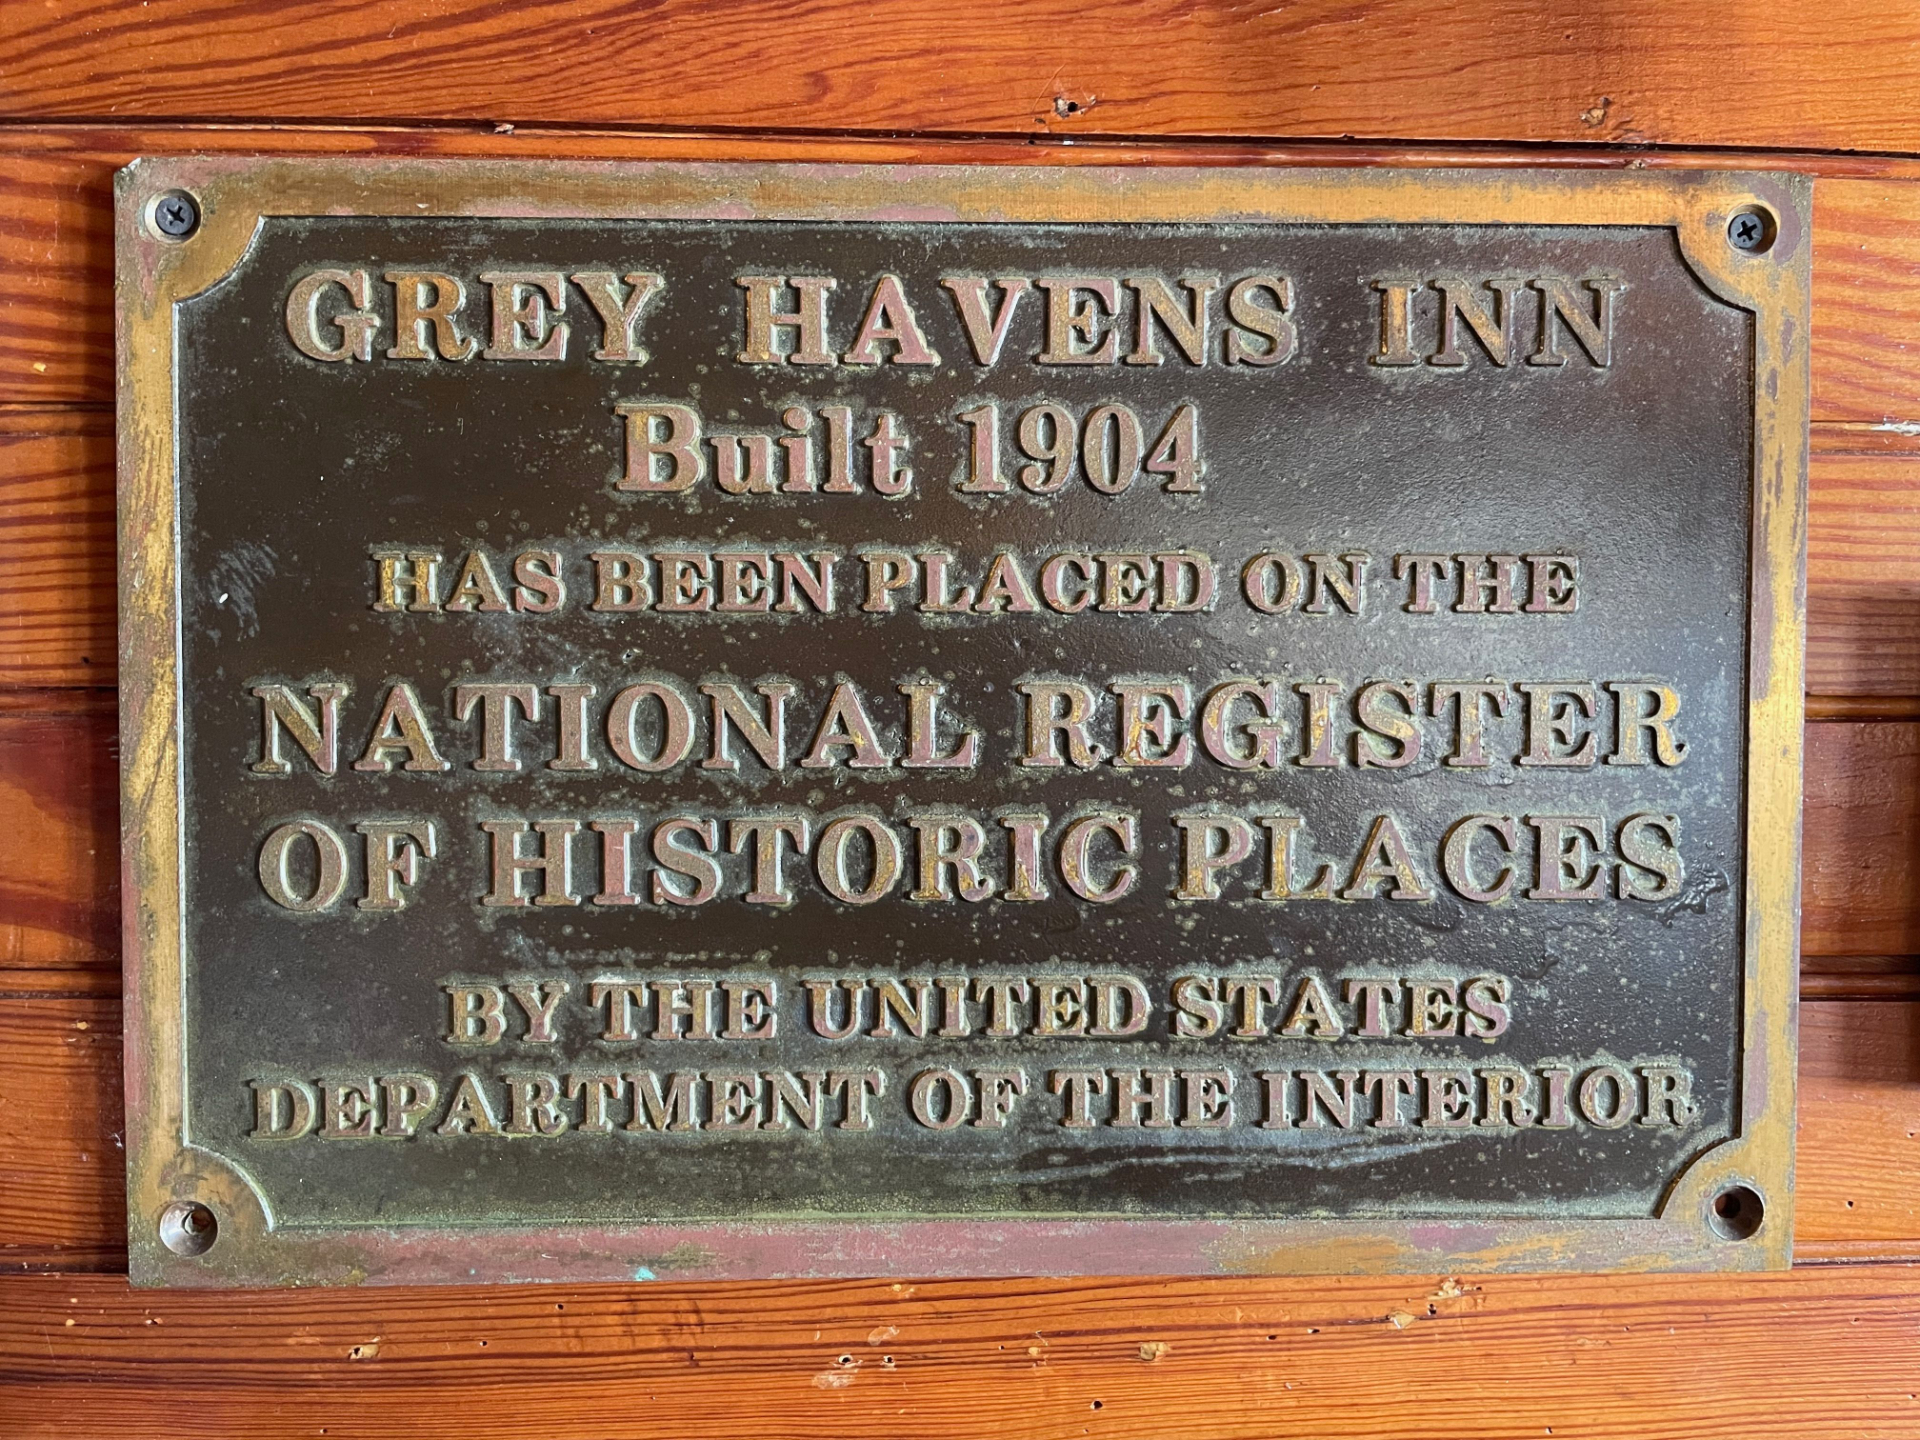 GREY HAVENS INN
Built 1904
HAS BEEN PLACED ON THE
NATIONAL REGISTER
OF HISTORIC PLACES
BY THE UNITED STATES
DEPARTMENT OF THE INTERIOR